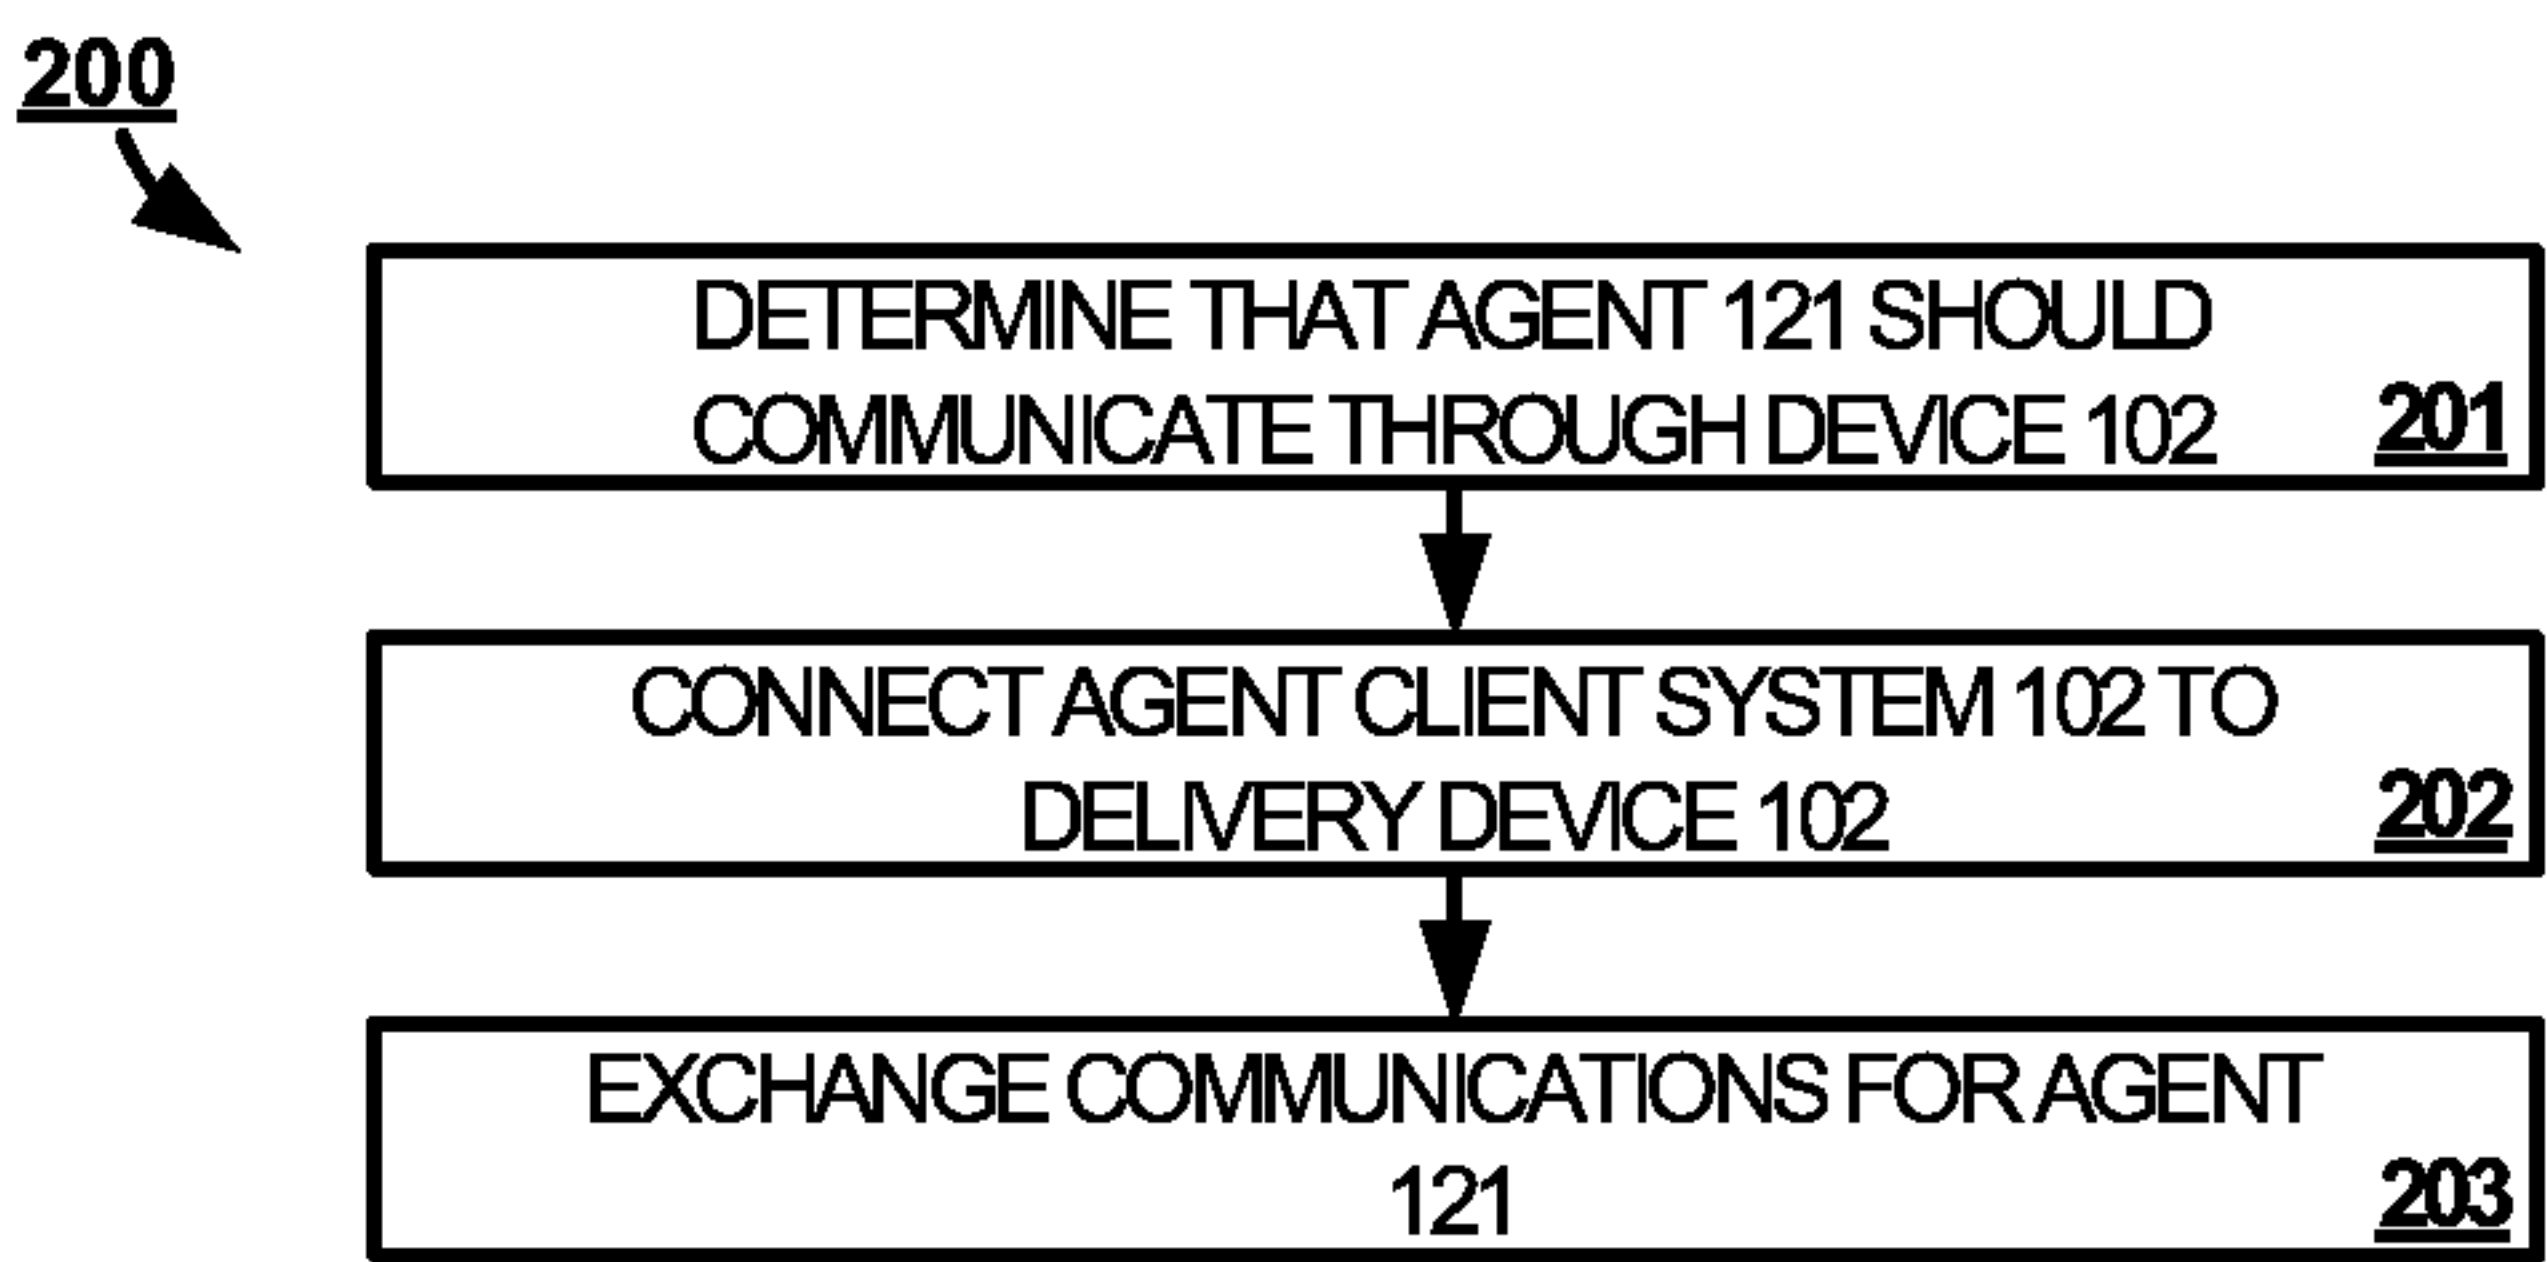 200
DETERMINE THAT AGENT 121 SHOULD
COMMUNICATE THROUGH DEVICE 102
201
CONNECT AGENT CLIENT SYSTEM 102 TO
DELIVERY DEVICE 102
202
EXCHANGE COMMUNICATIONS FOR AGENT
121
203